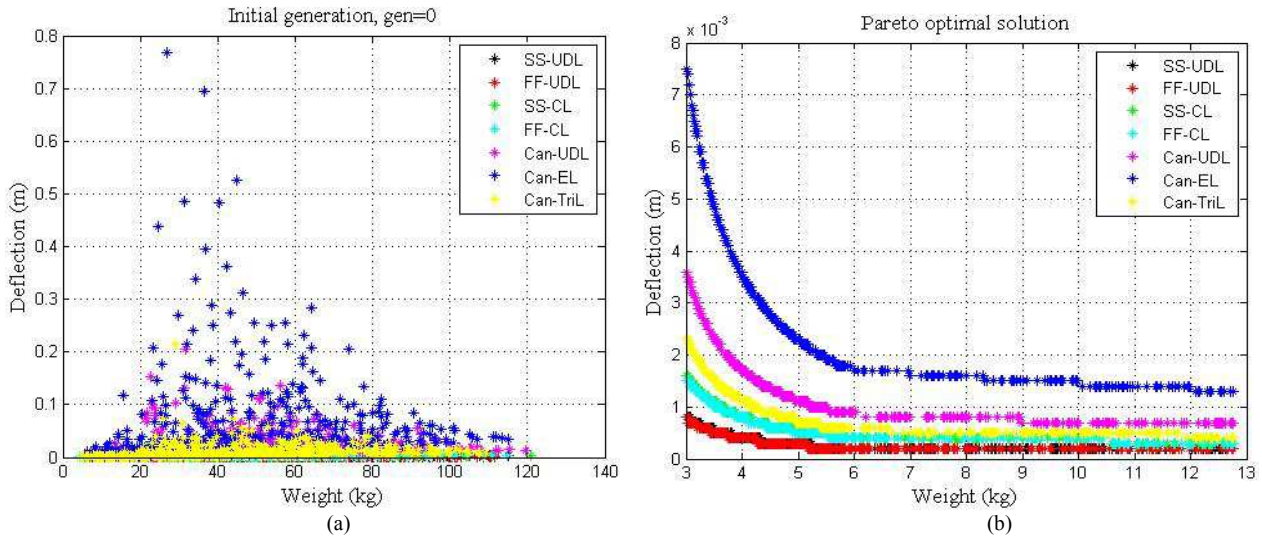 Initial generation, gen=0
Deflection (m)
0.8
0.7
0.6
0.5
0.4
0.3
0.2
0.1
0
0 20 40 60 80 100 120 140
Weight (kg)
SS-UDL
FF-UDL
SS-CL
FF-CL
Can-UDL
Can-EL
Can-TriL
(a)
Pareto optimal solution
x 10⁻³
Deflection (m)
8
7
6
5
4
3
2
1
0
3 4 5 6 7 8 9 10 11 12 13
Weight (kg)
SS-UDL
FF-UDL
SS-CL
FF-CL
Can-UDL
Can-EL
Can-TriL
(b)